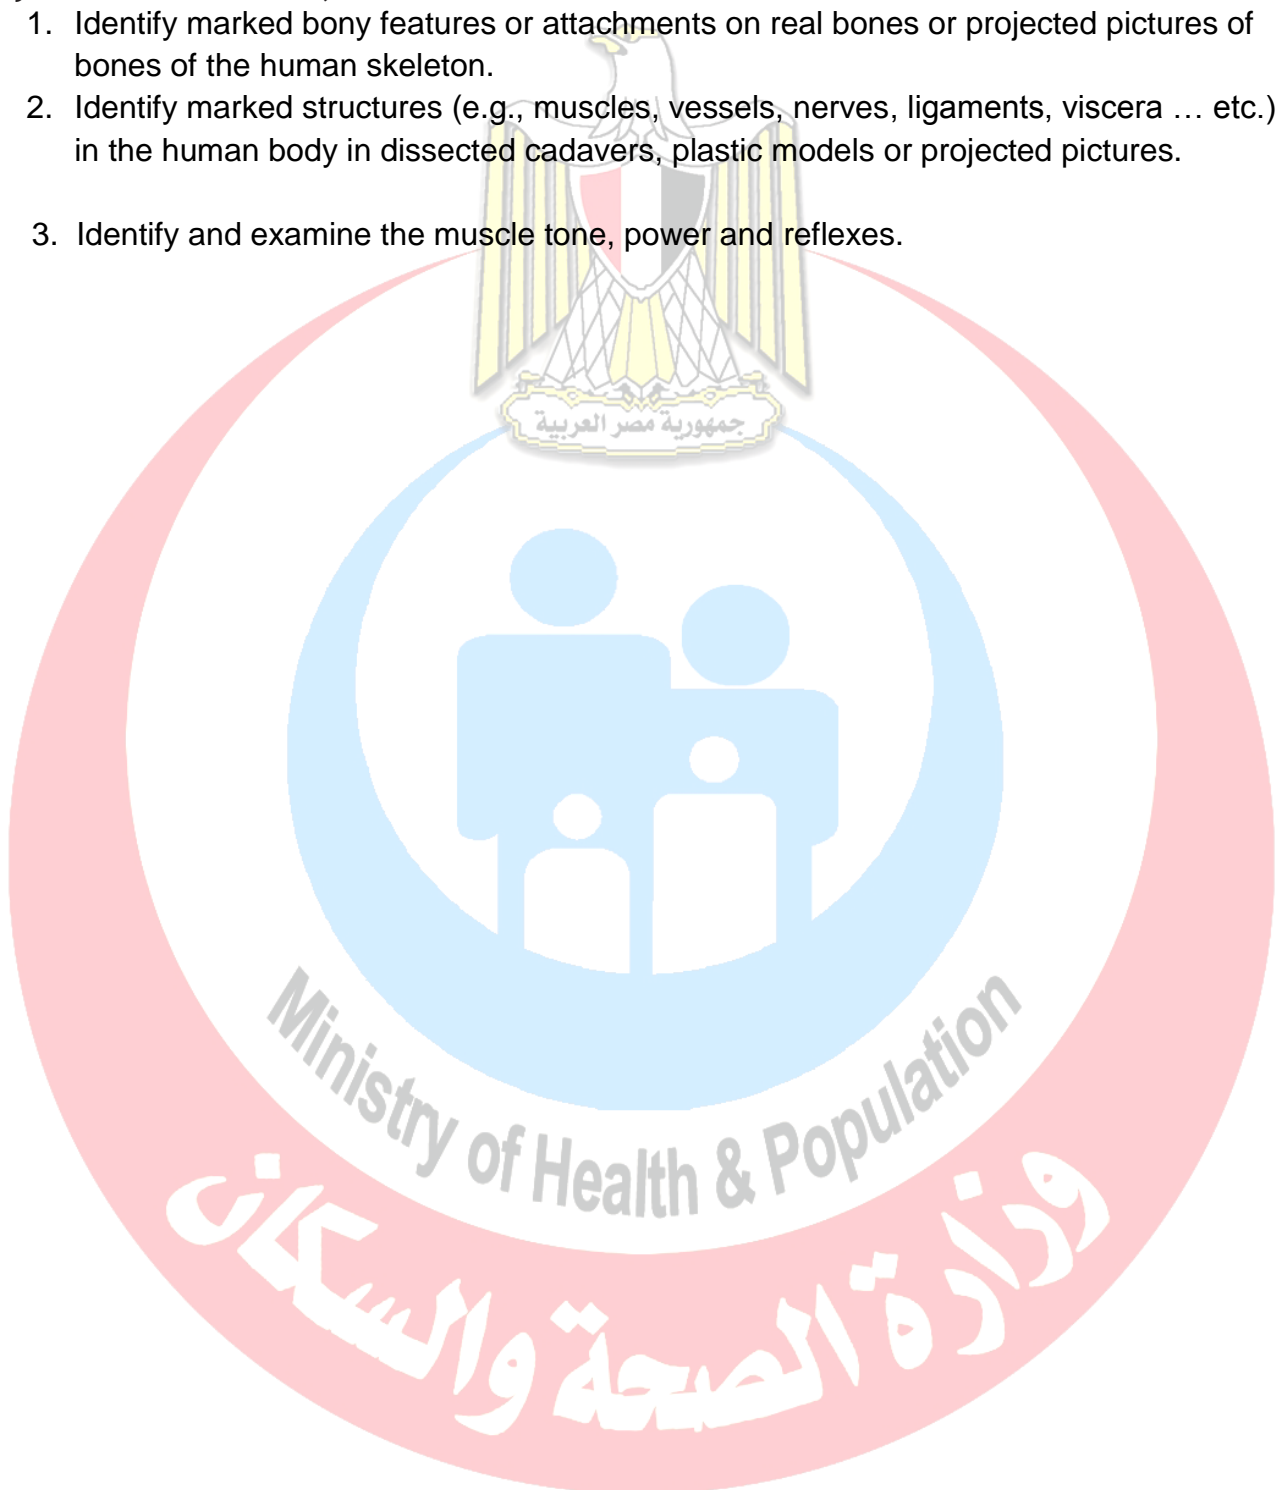 1. Identify marked bony features or attachments on real bones or projected pictures of
bones of the human skeleton.
2. Identify marked structures (e.g., muscles, vessels, nerves, ligaments, viscera … etc.)
in the human body in dissected cadavers, plastic models or projected pictures.
3. Identify and examine the muscle tone, power and reflexes.
جمهورية مصر العربية
Ministry of Health & Population
وزارة الصحة والسكان